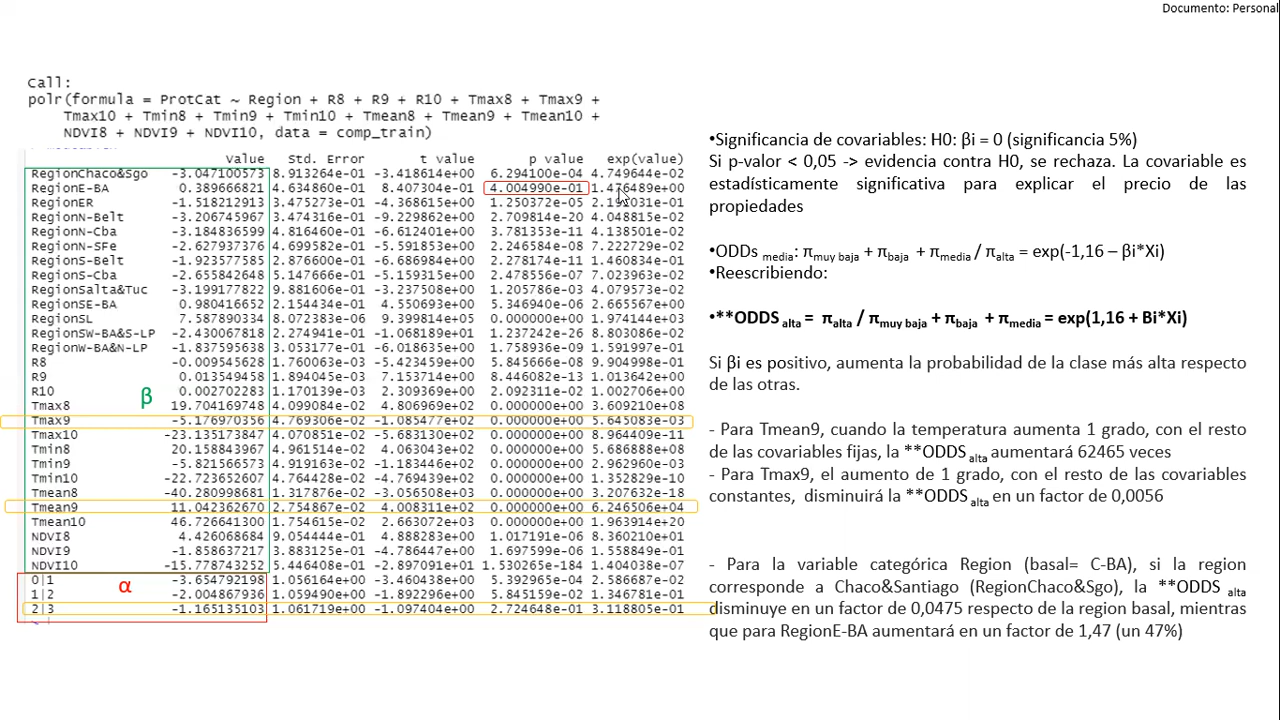 Documento: Personal
Call:
polr(formula = ProtCat ~ Region + R8 + R9 + R10 + Tmax8 + Tmax9 +
Tmax10 + Tmin8 + Tmin9 + Tmin10 + Tmean8 + Tmean9 + Tmean10 +
NDVI8 + NDVI9 + NDVI10, data = comp_train)
Value Std. Error t value p value exp(value)
RegionChaco&Sgo -3.047100573 8.913264e-01 -3.418614e+00 6.294100e-04 4.749644e-02
RegionE-BA 0.389666821 4.634860e-01 8.407304e-01 4.004990e-01 1.476489e+00
RegionER -1.518212913 3.475273e-01 -4.368615e+00 1.250372e-05 2.192031e-01
RegionN-Belt -3.206745967 3.474316e-01 -9.229862e+00 2.709814e-20 4.048815e-02
RegionN-Cba -3.184836599 4.816460e-01 -6.612401e+00 3.781353e-11 4.138501e-02
RegionN-SFe -2.627937376 4.699582e-01 -5.591853e+00 2.246584e-08 7.222729e-02
RegionS-Belt -1.923577585 2.876600e-01 -6.686984e+00 2.278174e-11 1.460834e-01
RegionS-Cba -2.655842628 5.147666e-01 -5.159315e+00 2.478556e-07 7.023963e-02
RegionSalta&Tuc -3.199177822 9.881606e-01 -3.237508e+00 1.205786e-03 4.079573e-02
RegionSE-BA 0.980416652 2.154434e-01 4.550693e+00 5.346940e-06 2.665567e+00
RegionSL 7.587890334 8.072383e-06 9.399814e+05 0.000000e+00 1.974144e+03
RegionSW-BA&S-LP -2.430067818 2.274941e-01 -1.068189e+01 1.237242e-26 8.803086e-02
RegionW-BA&N-LP -1.837595638 3.053177e-01 -6.018635e+00 1.758936e-09 1.591997e-01
R8 -0.009545628 1.760063e-03 -5.423459e+00 5.845666e-08 9.904998e-01
R9 0.013549458 1.894045e-03 7.153714e+00 8.446082e-13 1.013642e+00
R10 0.002702283 1.170139e-03 2.309369e+00 2.092311e-02 1.002706e+00
β
Tmax8 19.704169748 4.099084e-02 4.806969e+02 0.000000e+00 3.609210e+08
Tmax9 -5.176970356 4.769306e-02 -1.085477e+02 0.000000e+00 5.645083e-03
Tmax10 -23.135173847 4.070851e-02 -5.683130e+02 0.000000e+00 8.964409e-11
Tmin8 20.158843967 4.961514e-02 4.063043e+02 0.000000e+00 5.686888e+08
Tmin9 -5.821566573 4.919163e-02 -1.183446e+02 0.000000e+00 2.962960e-03
Tmin10 -22.723652607 4.764428e-02 -4.769439e+02 0.000000e+00 1.352829e-10
Tmean8 -40.280998681 1.317876e-02 -3.056508e+03 0.000000e+00 3.207632e-18
Tmean9 11.042362670 2.754867e-02 4.008311e+02 0.000000e+00 6.246506e+04
Tmean10 46.726641300 1.754615e-02 2.663072e+03 0.000000e+00 1.963914e+20
NDVI8 4.426068684 9.054444e-01 4.888283e+00 1.017191e-06 8.360210e+01
NDVI9 -1.858637217 3.883125e-01 -4.786447e+00 1.697599e-06 1.558849e-01
NDVI10 -15.778743252 5.446408e-01 -2.897091e+01 1.530265e-184 1.404038e-07
0|1 -3.654792198 1.056164e+00 -3.460438e+00 5.392965e-04 2.586687e-02
α
1|2 -2.004867936 1.059490e+00 -1.892296e+00 5.845159e-02 1.346781e-01
2|3 -1.165135103 1.061719e+00 -1.097404e+00 2.724648e-01 3.118805e-01
•Significancia de covariables: H0: βi = 0 (significancia 5%)
Si p-valor < 0,05 -> evidencia contra H0, se rechaza. La covariable es
estadísticamente significativa para explicar el precio de las
propiedades
•ODDs media: πmuy baja + πbaja + πmedia / πalta = exp(-1,16 – βi*Xi)
•Reescribiendo:
•**ODDS alta = πalta / πmuy baja + πbaja + πmedia = exp(1,16 + Bi*Xi)
Si βi es positivo, aumenta la probabilidad de la clase más alta respecto
de las otras.
- Para Tmean9, cuando la temperatura aumenta 1 grado, con el resto
de las covariables fijas, la **ODDS alta aumentará 62465 veces
- Para Tmax9, el aumento de 1 grado, con el resto de las covariables
constantes, disminuirá la **ODDS alta en un factor de 0,0056
- Para la variable categórica Region (basal= C-BA), si la region
corresponde a Chaco&Santiago (RegionChaco&Sgo), la **ODDS alta
disminuye en un factor de 0,0475 respecto de la region basal, mientras
que para RegionE-BA aumentará en un factor de 1,47 (un 47%)